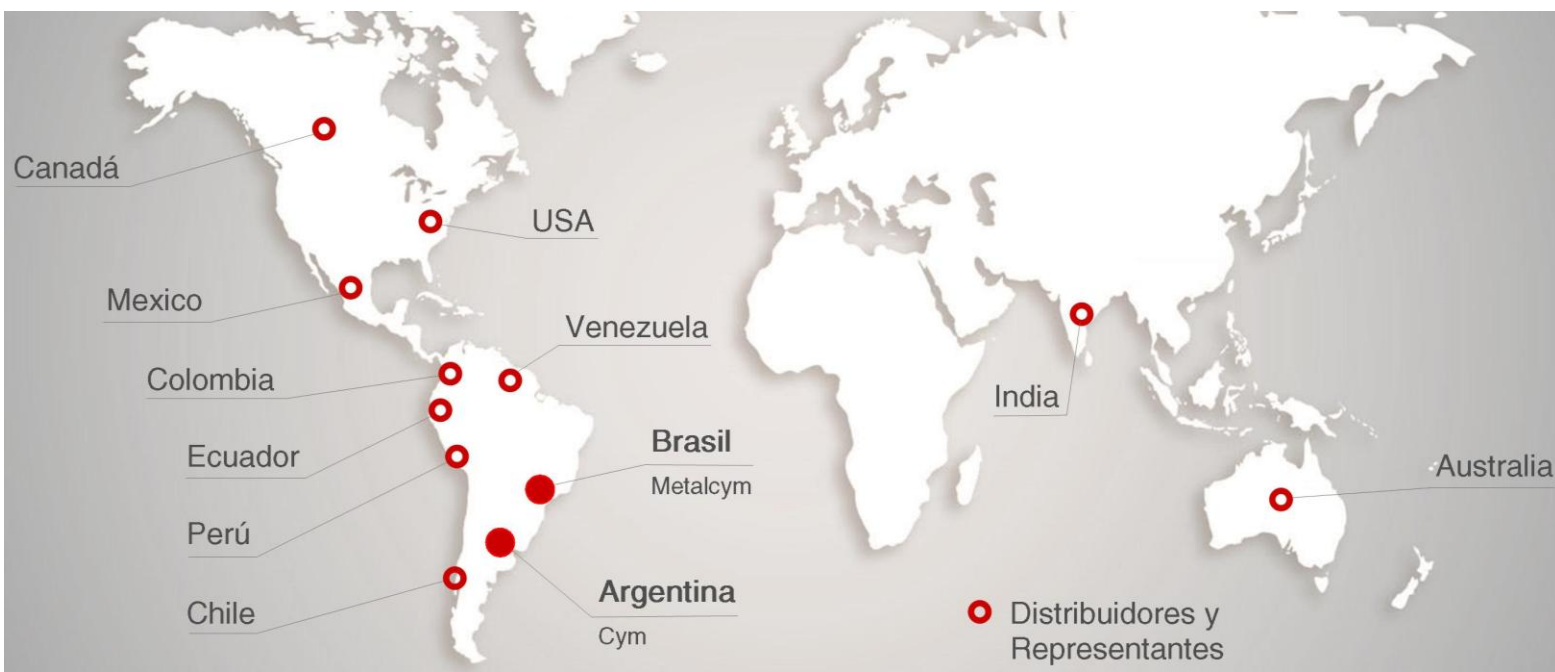 Canadá
USA
Mexico
Venezuela
Colombia
India
Ecuador
Brasil
Metalcym
Australia
Perú
Argentina
Cym
Chile
Distribuidores y
Representantes